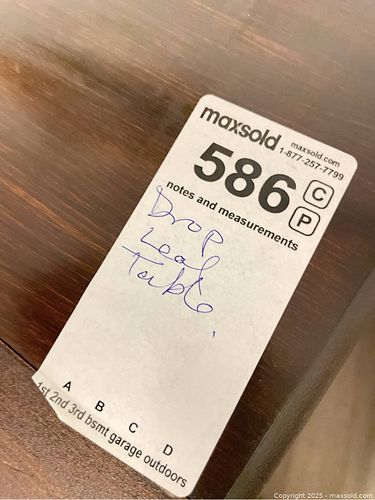 maxsold
maxsold.com
1-877-257-7799
586
C
P
notes and measurements
Drop
Leaf
Table
A B C D
1st 2nd 3rd bsmt garage outdoors
Copyright 2025 - maxsold.com